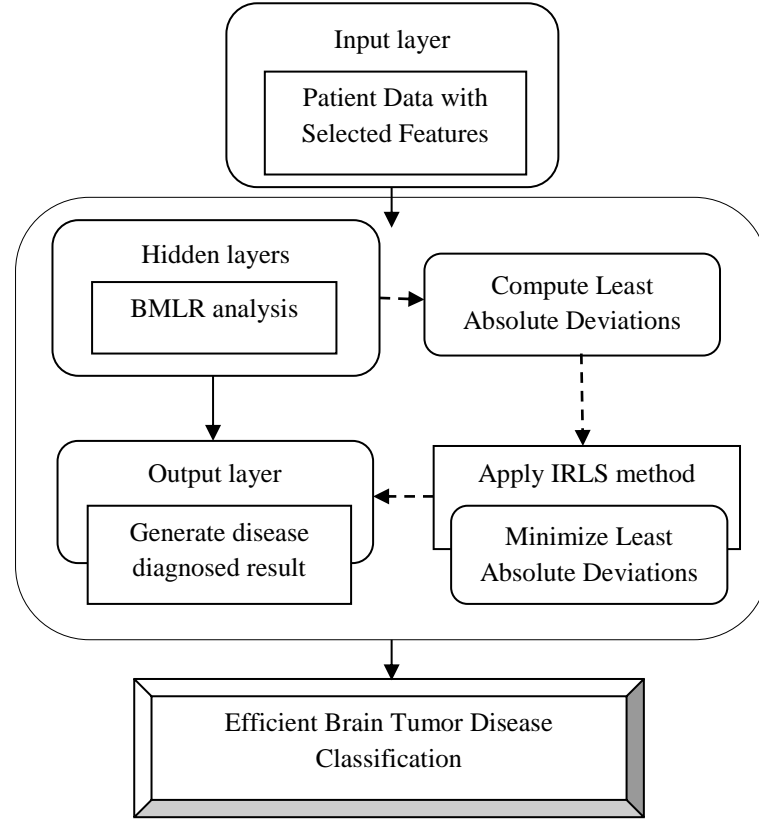 Input layer
Patient Data with
Selected Features
Hidden layers
BMLR analysis
Compute Least
Absolute Deviations
Output layer
Generate disease
diagnosed result
Apply IRLS method
Minimize Least
Absolute Deviations
Efficient Brain Tumor Disease
Classification